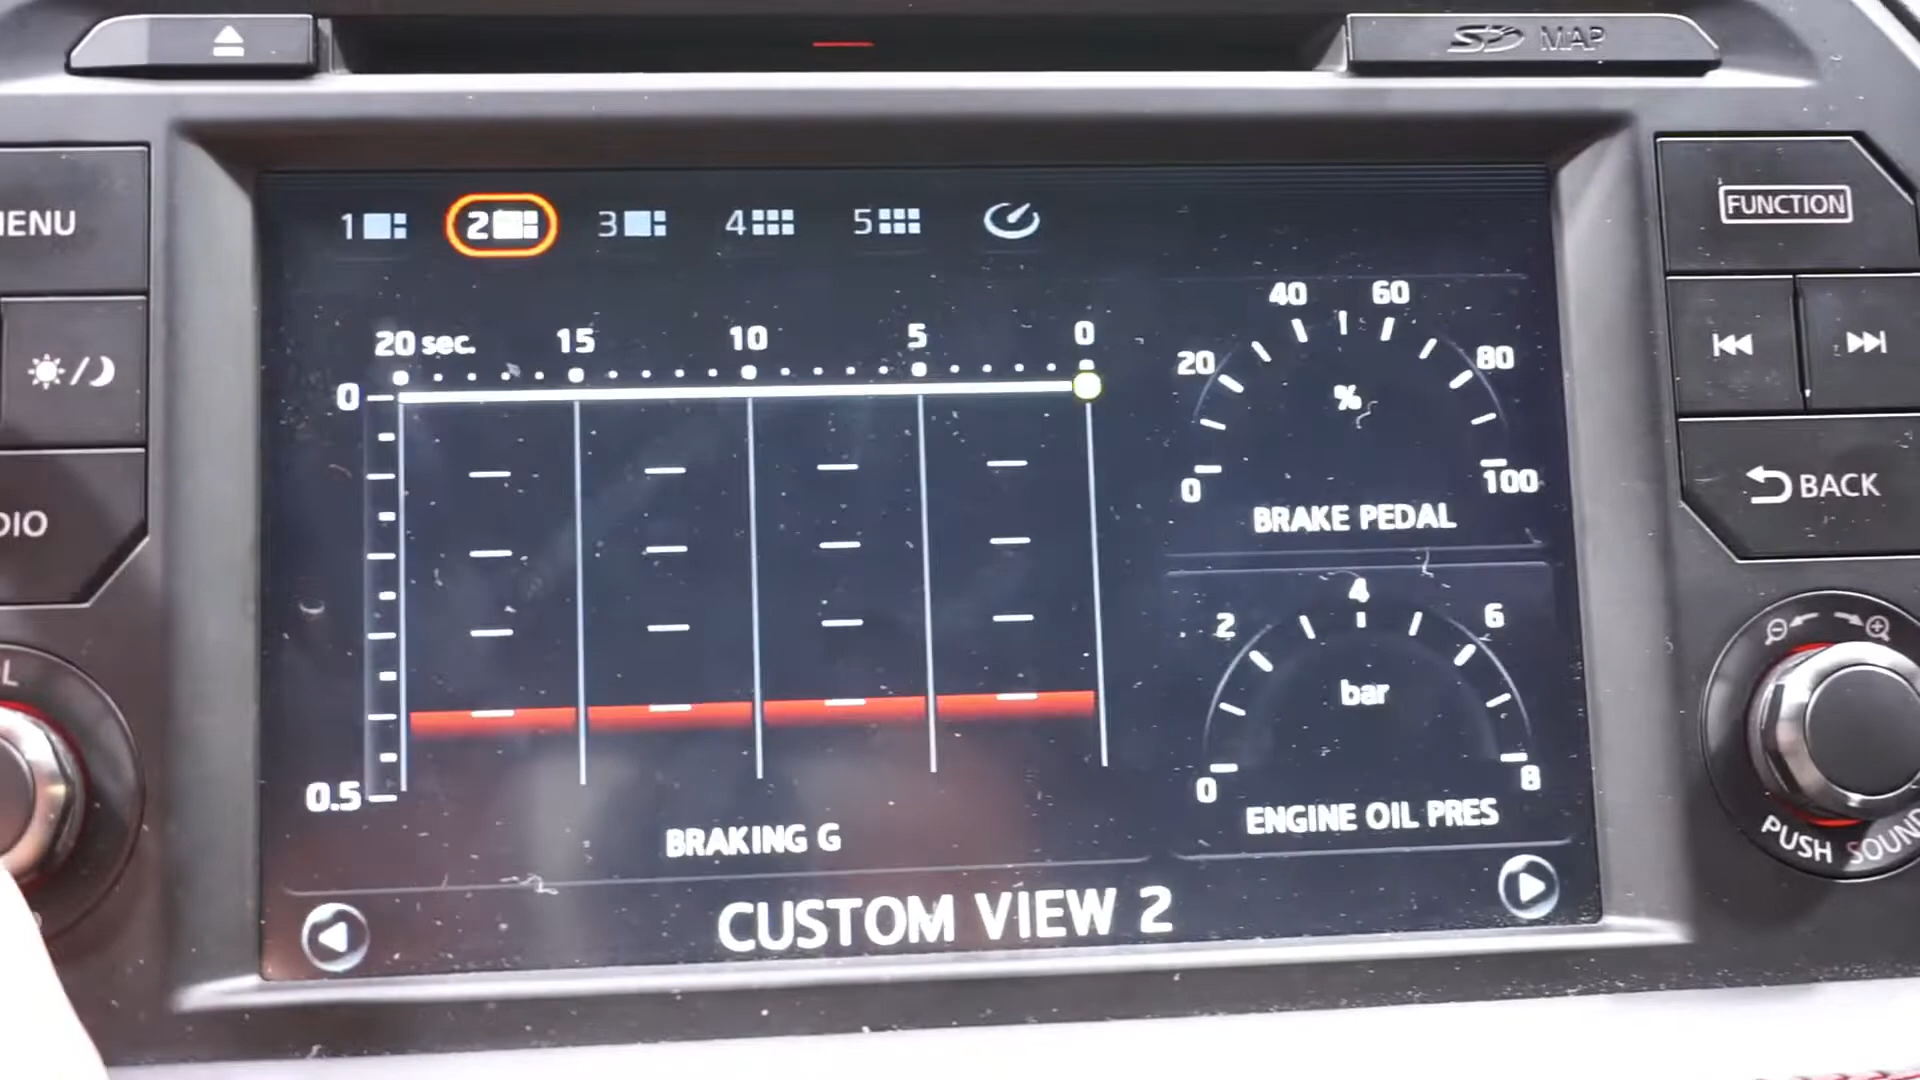 SD MAP
MENU
FUNCTION
1 2 3 4 5
40 60
20 sec. 15 10 5 0
20 80
0
%
BACK
0 100
BRAKE PEDAL
4
2 6
bar
0.5
0 8
ENGINE OIL PRES
BRAKING G
PUSH SOUND
CUSTOM VIEW 2